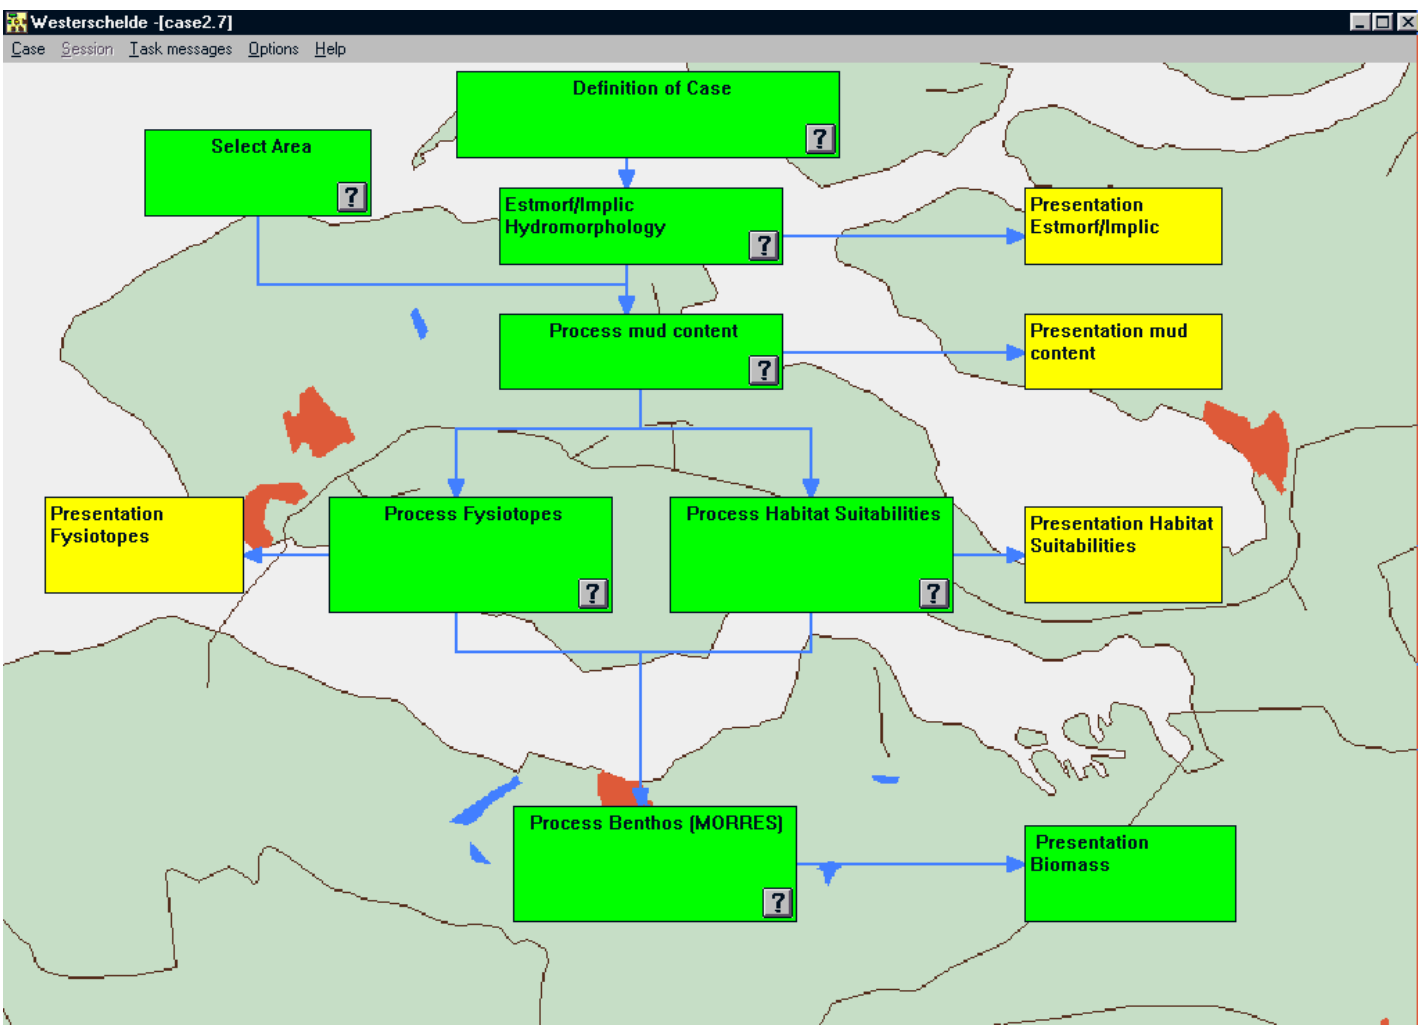 Westerschelde -[case2.7]
Case Session Task messages Options Help
Definition of Case
?
Select Area
?
Estmorf/Implic
Hydromorphology
?
Presentation
Estmorf/Implic
Process mud content
?
Presentation mud
content
Presentation
Fysiotopes
Process Fysiotopes
?
Process Habitat Suitabilities
?
Presentation Habitat
Suitabilities
Process Benthos (MORRES)
?
Presentation
Biomass